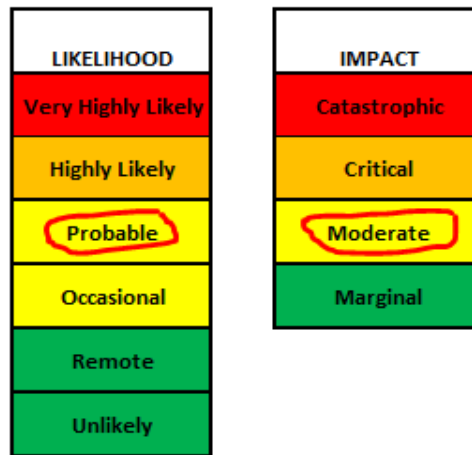 LIKELIHOOD
Very Highly Likely
Highly Likely
Probable
Occasional
Remote
Unlikely
IMPACT
Catastrophic
Critical
Moderate
Marginal